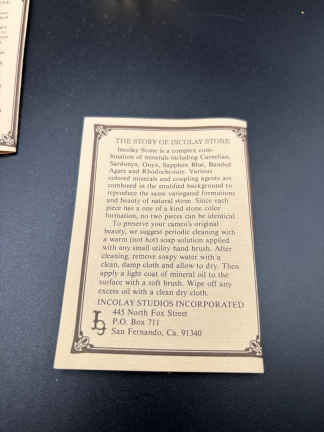 THE STORY OF INCOLAY STONE
Incolay Stone is a complex com-
bination of minerals including Carnelian,
Sardonyx, Onyx, Sapphire Blue, Banded
Agate and Rhodochrosite. Various
colored minerals and coupling agents are
combined in the stratified background to
reproduce the same variegated formations
and beauty of natural stone. Since each
piece has a one of a kind stone color
formation, no two pieces can be identical.
To preserve your cameo's original
beauty, we suggest periodic cleaning with
a warm (not hot) soap solution applied
with any small utility hand brush. After
cleaning, remove soapy water with a
clean, damp cloth and allow to dry. Then
apply a light coat of mineral oil to the
surface with a soft brush. Wipe off any
excess oil with a clean dry cloth.
INCOLAY STUDIOS INCORPORATED
445 North Fox Street
P.O. Box 711
San Fernando, Ca. 91340